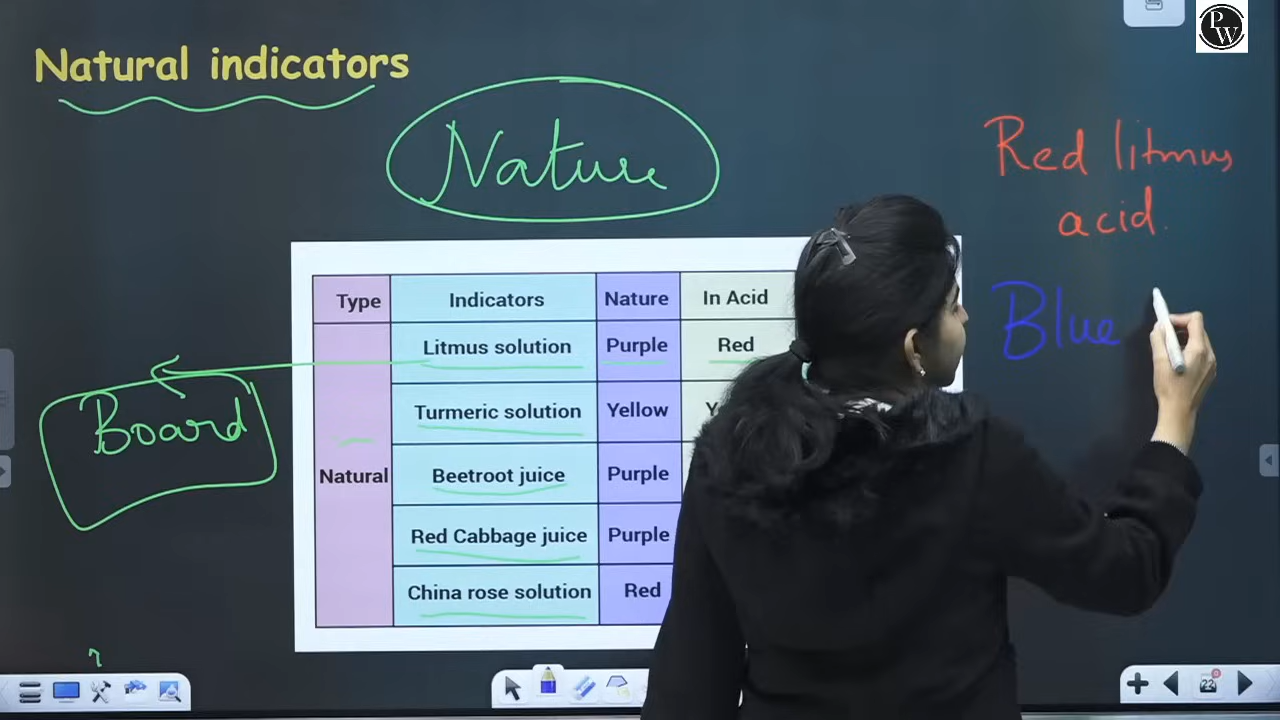 Natural indicators
PW
Nature
Red litmus
acid.
Blue
Type Indicators Nature In Acid
Litmus solution Purple Red
Turmeric solution Yellow
Natural Beetroot juice Purple
Red Cabbage juice Purple
China rose solution Red
Board
22